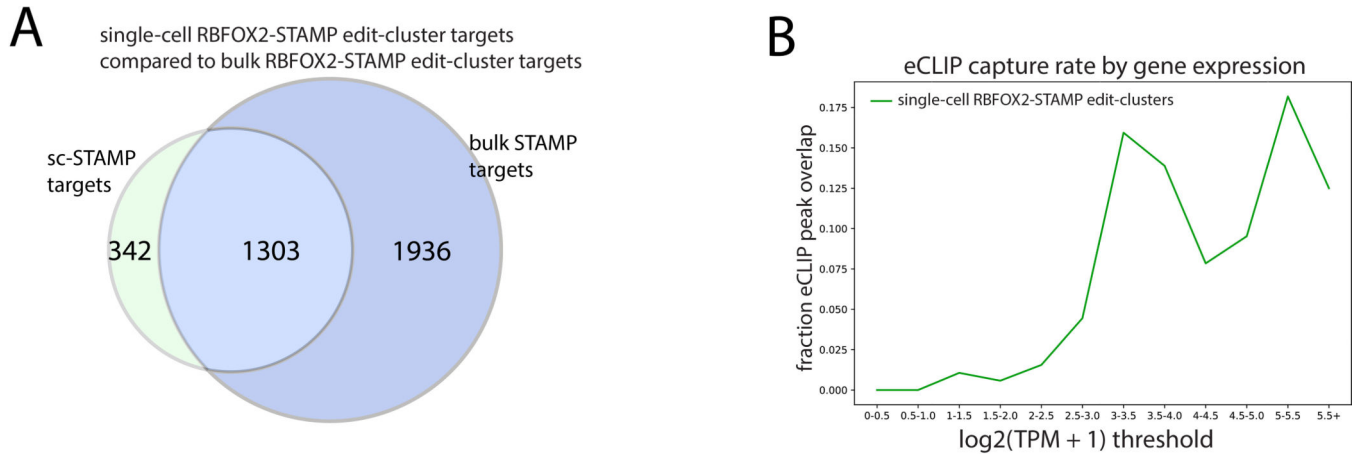 A
single-cell RBFOX2-STAMP edit-cluster targets
compared to bulk RBFOX2-STAMP edit-cluster targets
sc-STAMP
targets
bulk STAMP
targets
342
1303
1936
B
eCLIP capture rate by gene expression
single-cell RBFOX2-STAMP edit-clusters
fraction eCLIP peak overlap
0.175
0.150
0.125
0.100
0.075
0.050
0.025
0.000
0-0.5 0.5-1.0 1-1.5 1.5-2.0 2-2.5 2.5-3.0 3-3.5 3.5-4.0 4-4.5 4.5-5.0 5-5.5 5.5+
log2(TPM + 1) threshold